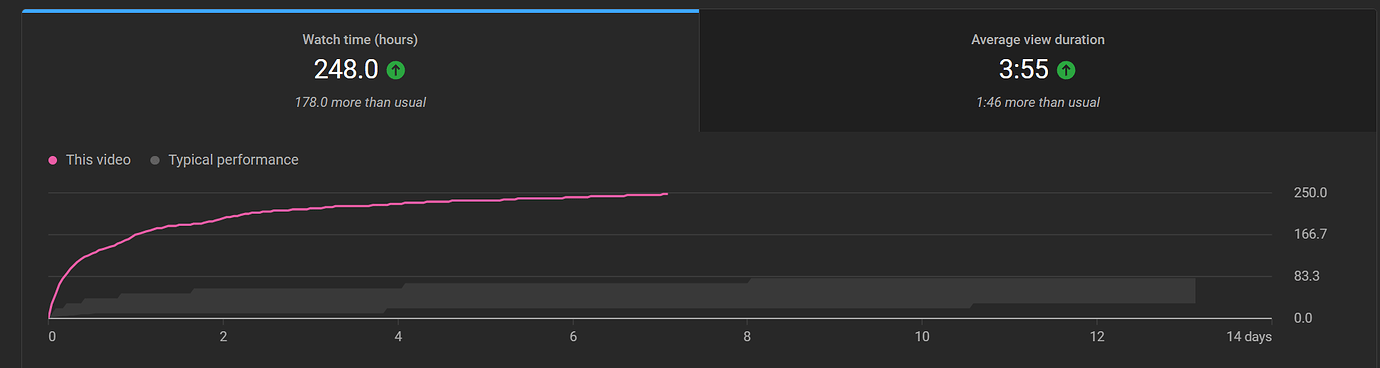 Watch time (hours)
248.0
178.0 more than usual
Average view duration
3:55
1:46 more than usual
This video
Typical performance
250.0
166.7
83.3
0.0
0 2 4 6 8 10 12 14 days